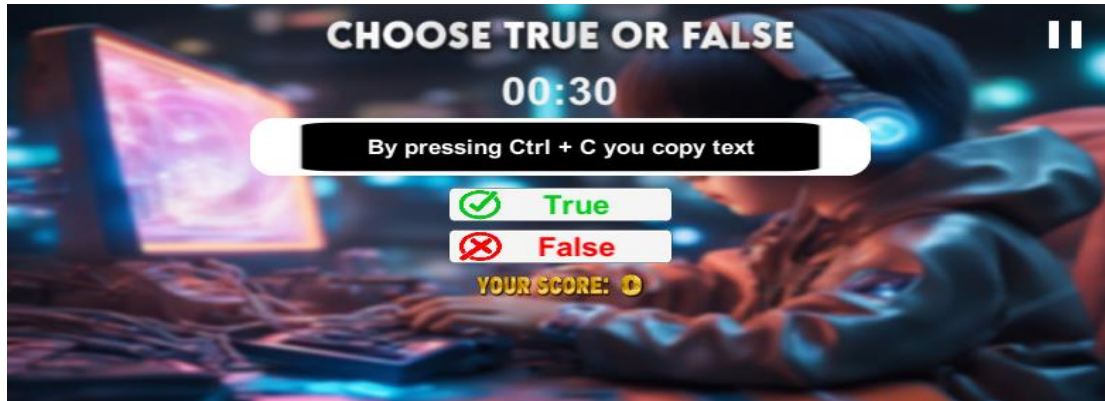 CHOOSE TRUE OR FALSE
00:30
By pressing Ctrl + C you copy text
True
False
YOUR SCORE: 0